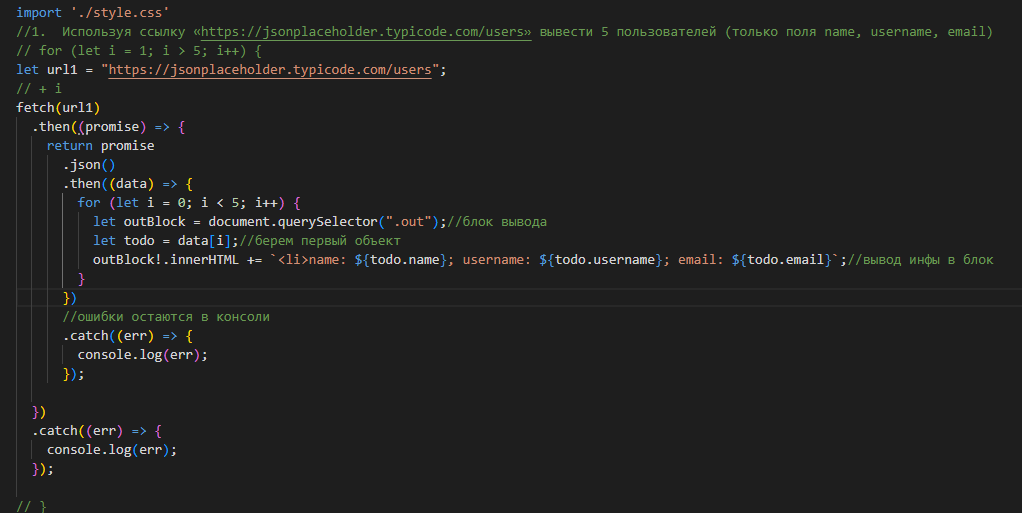 import './style.css'
//1.  Используя ссылку «https://jsonplaceholder.typicode.com/users» вывести 5 пользователей (только поля name, username, email)
// for (let i = 1; i > 5; i++) {
let url1 = "https://jsonplaceholder.typicode.com/users";
// + i
fetch(url1)
  .then((promise) => {
    return promise
      .json()
      .then((data) => {
        for (let i = 0; i < 5; i++) {
          let outBlock = document.querySelector(".out");//блок вывода
          let todo = data[i];//берем первый объект
          outBlock!.innerHTML += `<li>name: ${todo.name}; username: ${todo.username}; email: ${todo.email}`;//вывод инфы в блок
        }
      })
      //ошибки остаются в консоли
      .catch((err) => {
        console.log(err);
      });
  })
  .catch((err) => {
    console.log(err);
  });
// }